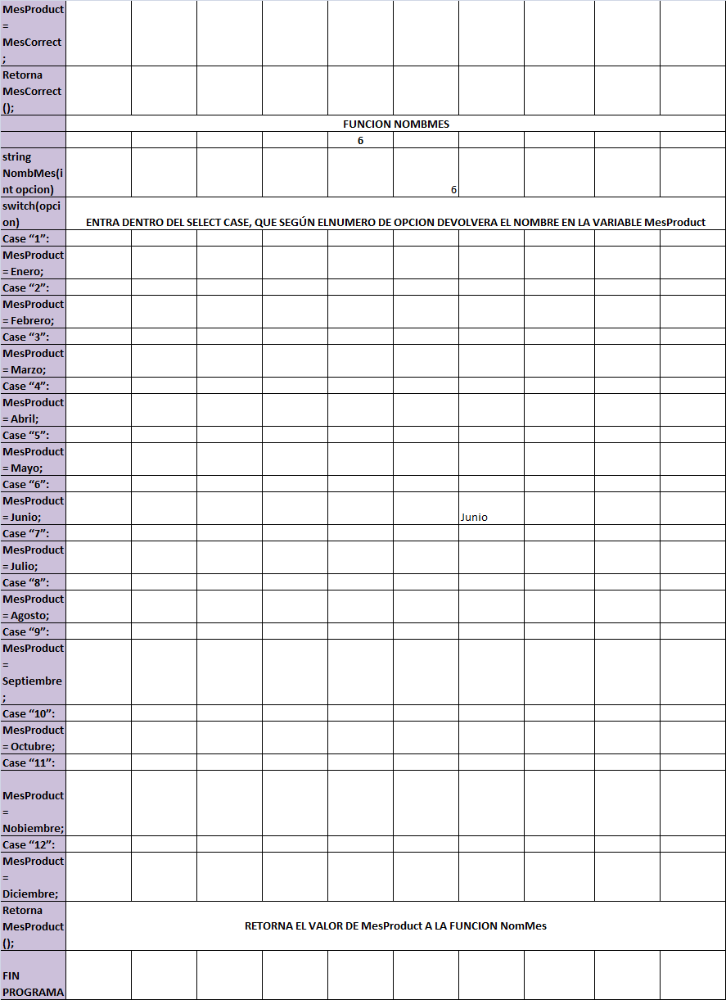 MesProduct
=
MesCorrect
;
Retorna
MesCorrect
();
FUNCION NOMBMES
6
string
NombMes(i
nt opcion)
6
switch(opci
on)
ENTRA DENTRO DEL SELECT CASE, QUE SEGÚN ELNUMERO DE OPCION DEVOLVERA EL NOMBRE EN LA VARIABLE MesProduct
Case “1”:
MesProduct
= Enero;
Case “2”:
MesProduct
= Febrero;
Case “3”:
MesProduct
= Marzo;
Case “4”:
MesProduct
= Abril;
Case “5”:
MesProduct
= Mayo;
Case “6”:
MesProduct
= Junio;
Junio
Case “7”:
MesProduct
= Julio;
Case “8”:
MesProduct
= Agosto;
Case “9”:
MesProduct
=
Septiembre
;
Case “10”:
MesProduct
= Octubre;
Case “11”:
MesProduct
=
Nobiembre;
Case “12”:
MesProduct
=
Diciembre;
Retorna
MesProduct
();
RETORNA EL VALOR DE MesProduct A LA FUNCION NomMes
FIN
PROGRAMA